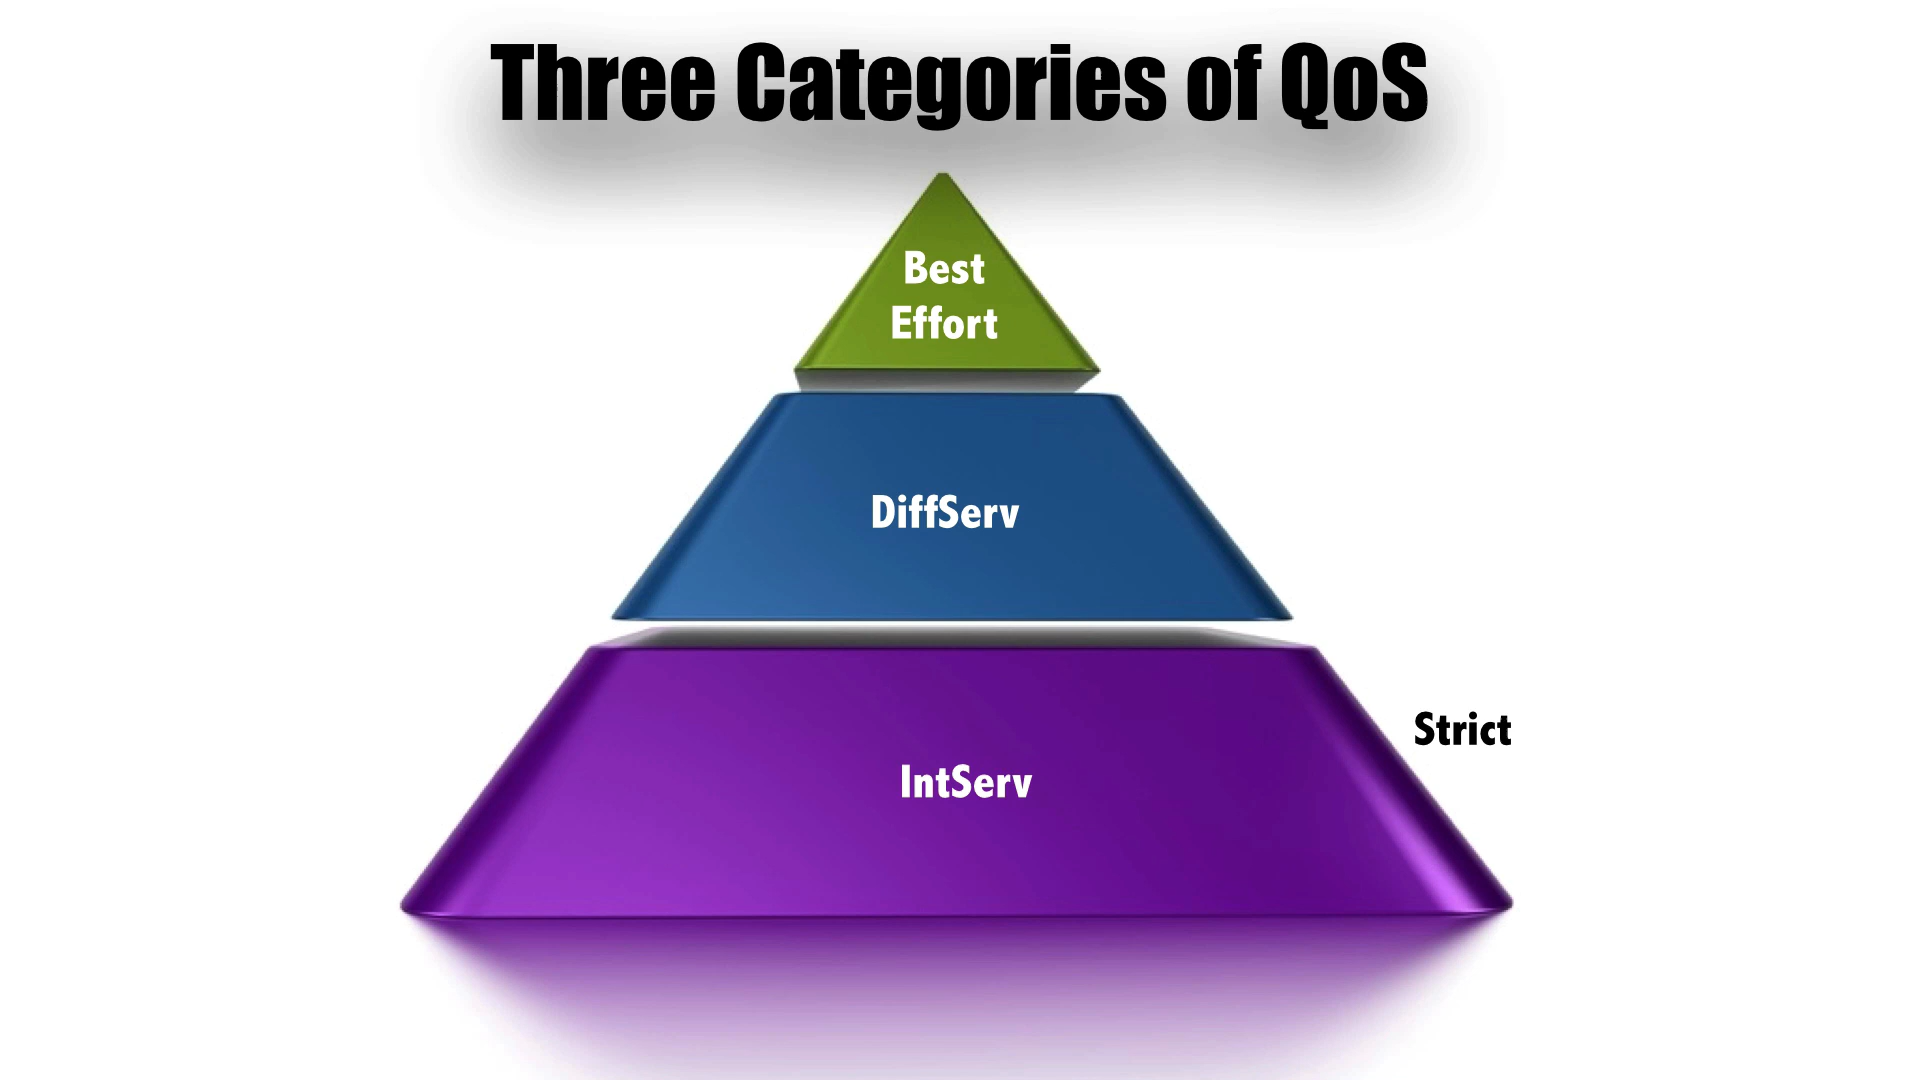 Three Categories of QoS
Best
Effort
DiffServ
Strict
IntServ